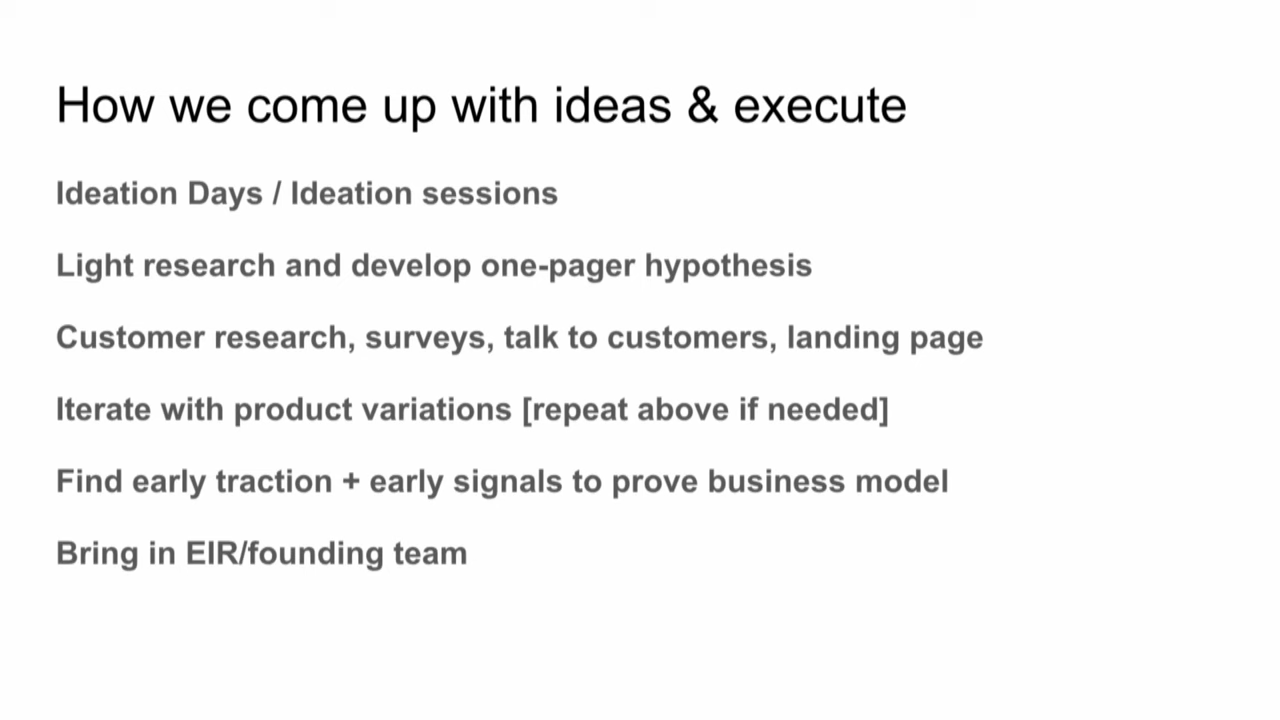 How we come up with ideas & execute
Ideation Days / Ideation sessions
Light research and develop one-pager hypothesis
Customer research, surveys, talk to customers, landing page
Iterate with product variations [repeat above if needed]
Find early traction + early signals to prove business model
Bring in EIR/founding team